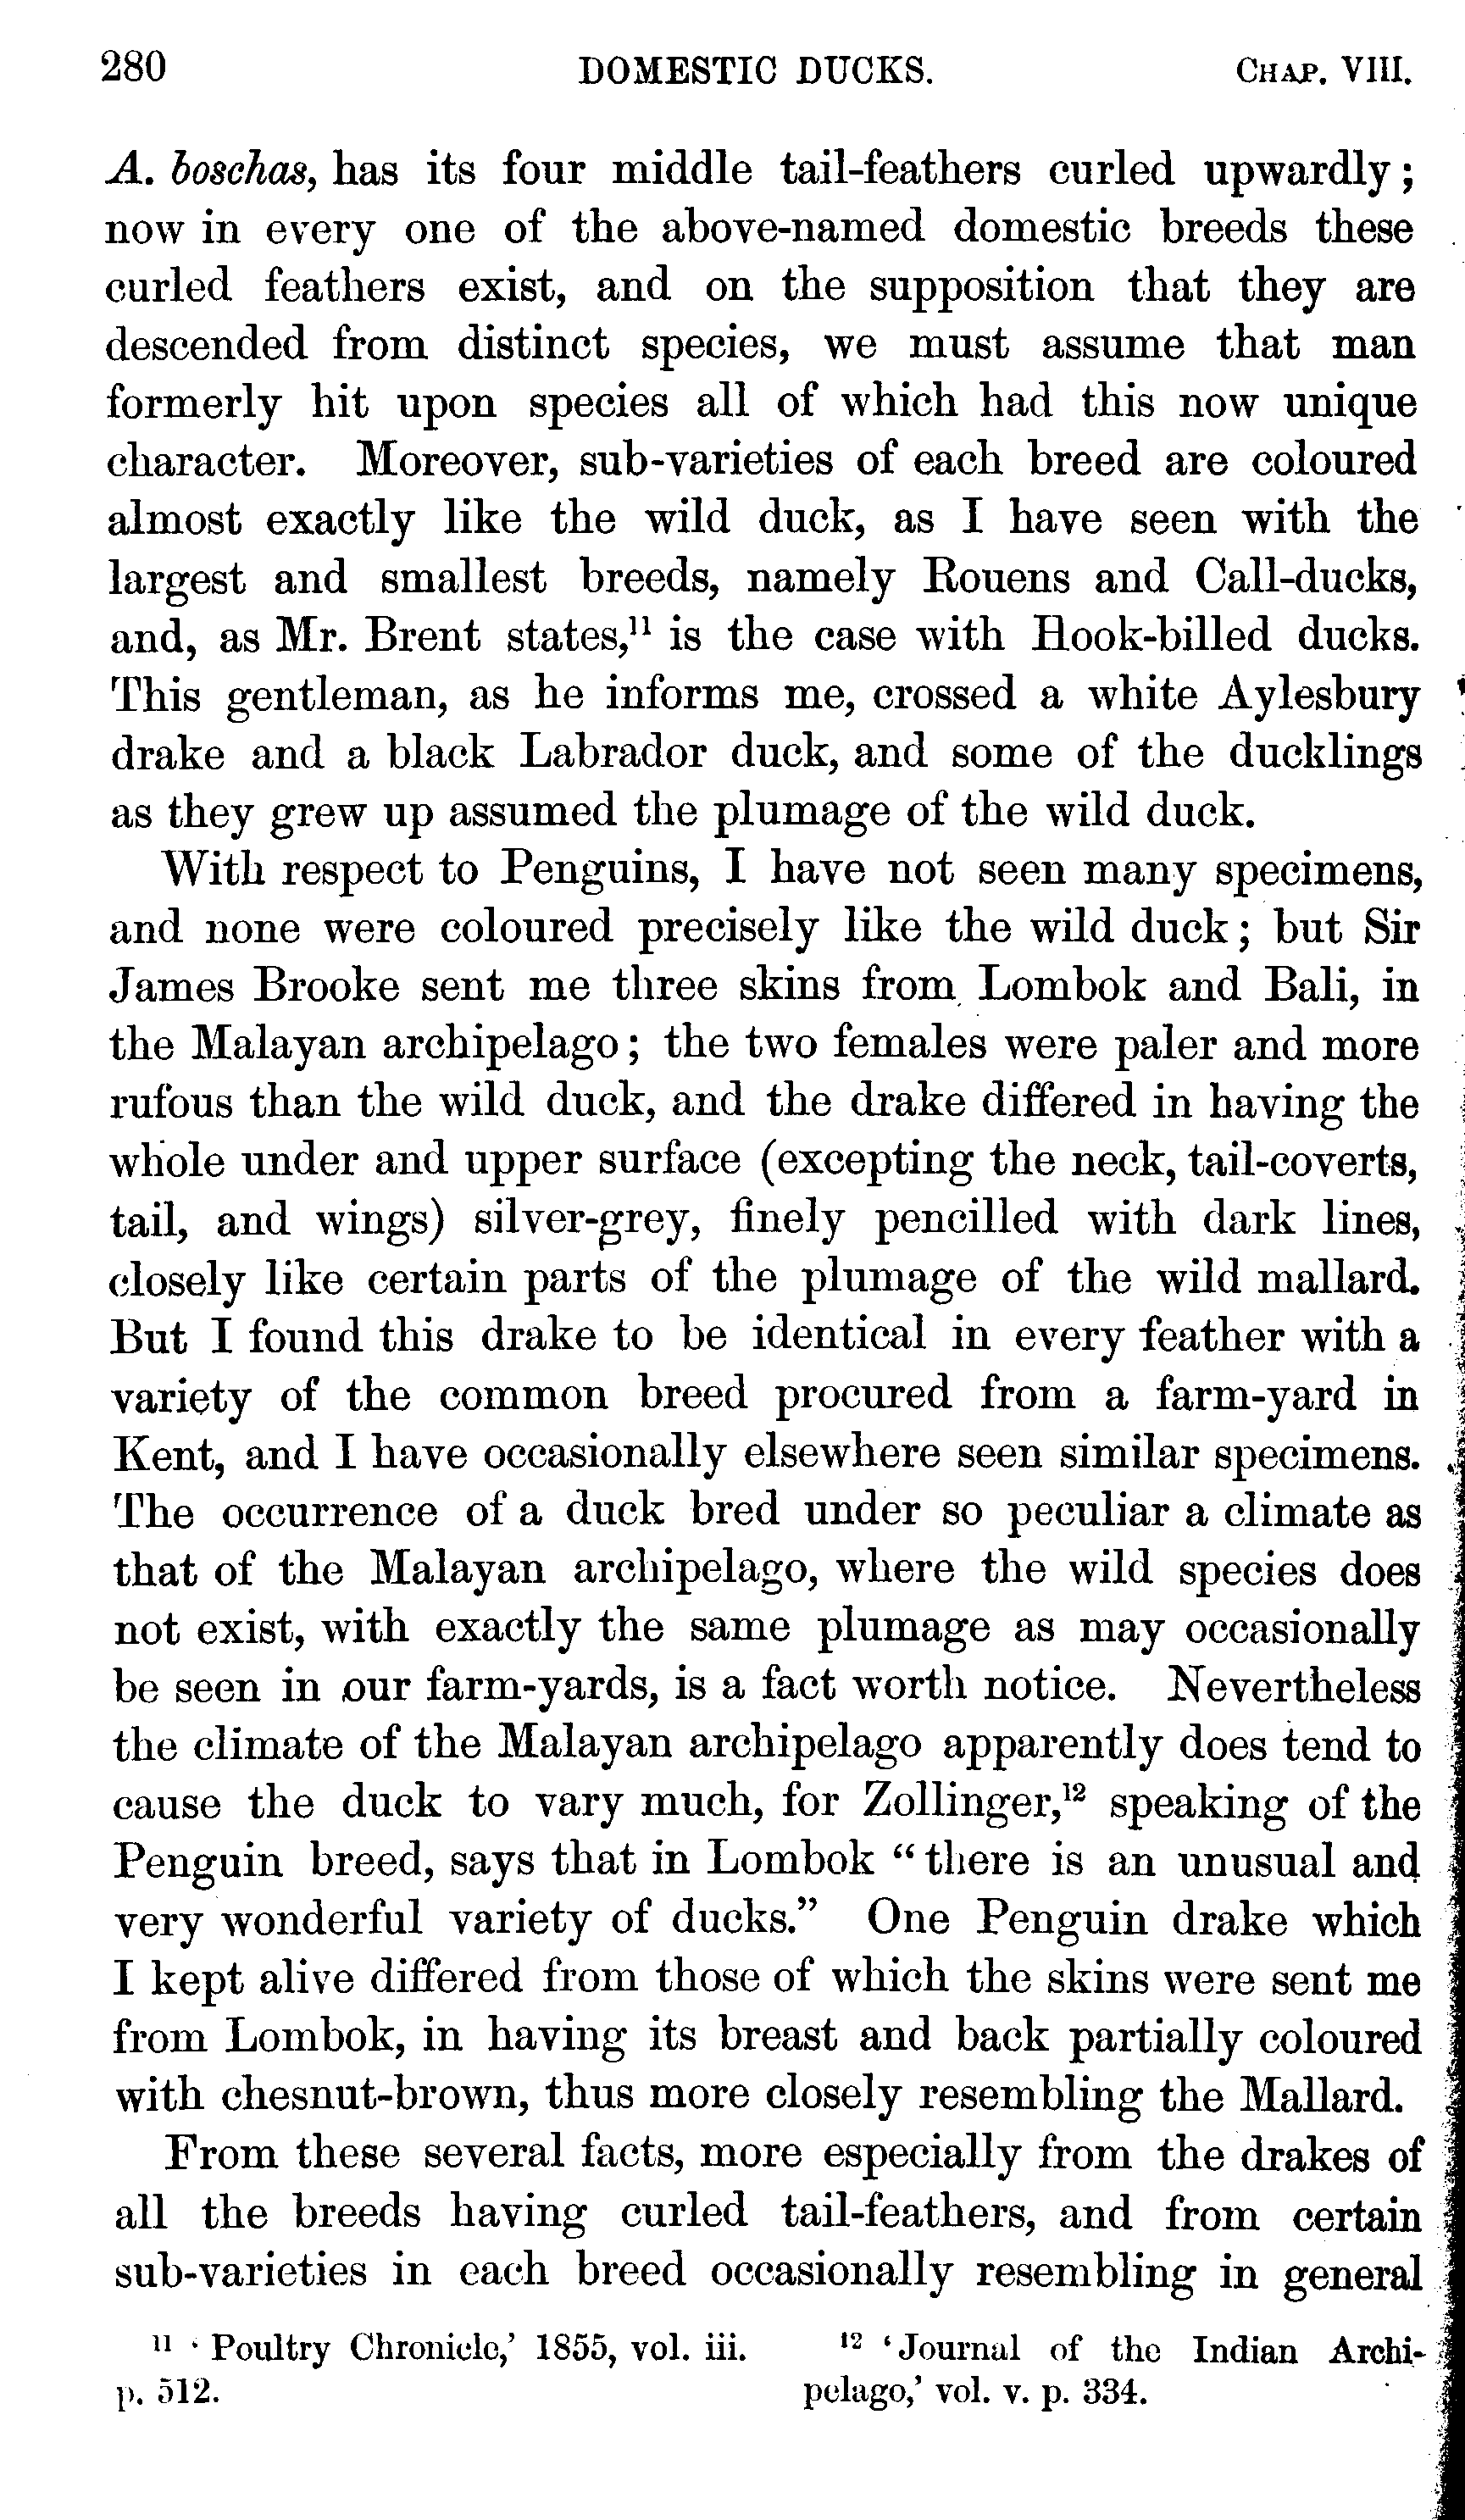 280 DOMESTIC DUCKS. CHAP. VIII.
A. boschas, has its four middle tail-feathers curled upwardly;
now in every one of the above-named domestic breeds these
curled feathers exist, and on the supposition that they are
descended from distinct species, we must assume that man
formerly hit upon species all of which had this now unique
character. Moreover, sub-varieties of each breed are coloured
almost exactly like the wild duck, as I have seen with the
largest and smallest breeds, namely Rouens and Call-ducks,
and, as Mr. Brent states,¹¹ is the case with Hook-billed ducks.
This gentleman, as he informs me, crossed a white Aylesbury
drake and a black Labrador duck, and some of the ducklings
as they grew up assumed the plumage of the wild duck.
With respect to Penguins, I have not seen many specimens,
and none were coloured precisely like the wild duck; but Sir
James Brooke sent me three skins from Lombok and Bali, in
the Malayan archipelago; the two females were paler and more
rufous than the wild duck, and the drake differed in having the
whole under and upper surface (excepting the neck, tail-coverts,
tail, and wings) silver-grey, finely pencilled with dark lines,
closely like certain parts of the plumage of the wild mallard.
But I found this drake to be identical in every feather with a
variety of the common breed procured from a farm-yard in
Kent, and I have occasionally elsewhere seen similar specimens.
The occurrence of a duck bred under so peculiar a climate as
that of the Malayan archipelago, where the wild species does
not exist, with exactly the same plumage as may occasionally
be seen in our farm-yards, is a fact worth notice. Nevertheless
the climate of the Malayan archipelago apparently does tend to
cause the duck to vary much, for Zollinger,¹² speaking of the
Penguin breed, says that in Lombok "there is an unusual and
very wonderful variety of ducks." One Penguin drake which
I kept alive differed from those of which the skins were sent me
from Lombok, in having its breast and back partially coloured
with chesnut-brown, thus more closely resembling the Mallard.
From these several facts, more especially from the drakes of
all the breeds having curled tail-feathers, and from certain
sub-varieties in each breed occasionally resembling in general
¹¹ 'Poultry Chronicle,' 1855, vol. iii.
p. 512.
¹² 'Journal of the Indian Archi-
pelago,' vol. v. p. 334.